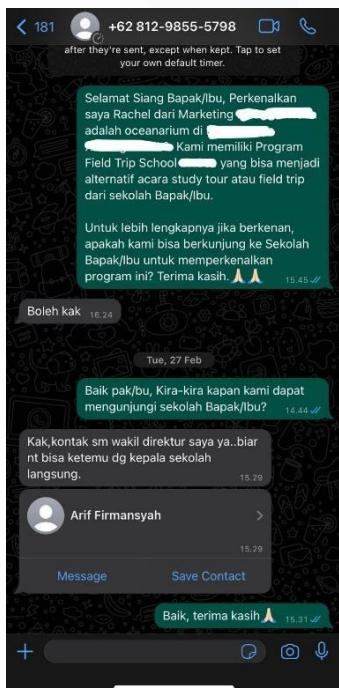 181
+62 812-9855-5798
after they're sent, except when kept. Tap to set
your own default timer.
Selamat Siang Bapak/Ibu, Perkenalkan
saya Rachel dari Marketing
adalah oceanarium di
Kami memiliki Program
Field Trip School yang bisa menjadi
alternatif acara study tour atau field trip
dari sekolah Bapak/Ibu.
Untuk lebih lengkapnya jika berkenan,
apakah kami bisa berkunjung ke Sekolah
Bapak/Ibu untuk memperkenalkan
program ini? Terima kasih.🙏🙏 15.45
Boleh kak 16.24
Tue, 27 Feb
Baik pak/bu, Kira-kira kapan kami dapat
mengunjungi sekolah Bapak/Ibu? 14.44
Kak,kontak sm wakil direktur saya ya..biar
nt bisa ketemu dg kepala sekolah
langsung. 15.29
Arif Firmansyah
15.29
Message Save Contact
Baik, terima kasih🙏 15.31